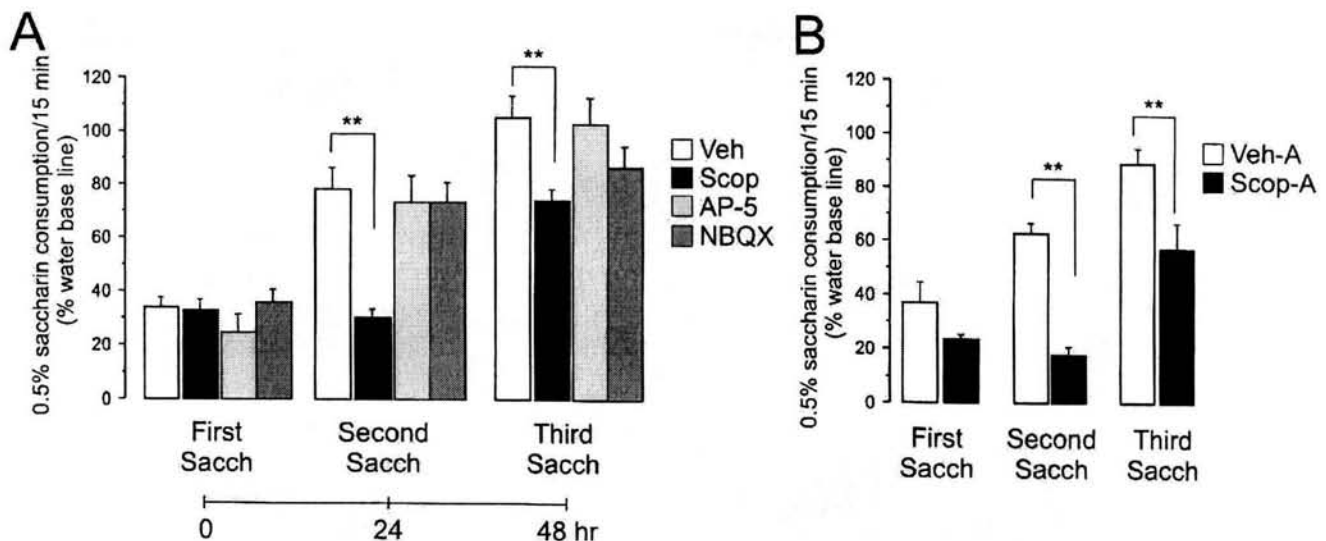 A
0.5% saccharin consumption/15 min
(% water base line)
120
100
80
60
40
20
0
**
**
Veh
Scop
AP-5
NBQX
First
Sacch
Second
Sacch
Third
Sacch
0
24
48 hr
B
0.5% saccharin consumption/15 min
(% water base line)
120
100
80
60
40
20
0
**
**
Veh-A
Scop-A
First
Sacch
Second
Sacch
Third
Sacch